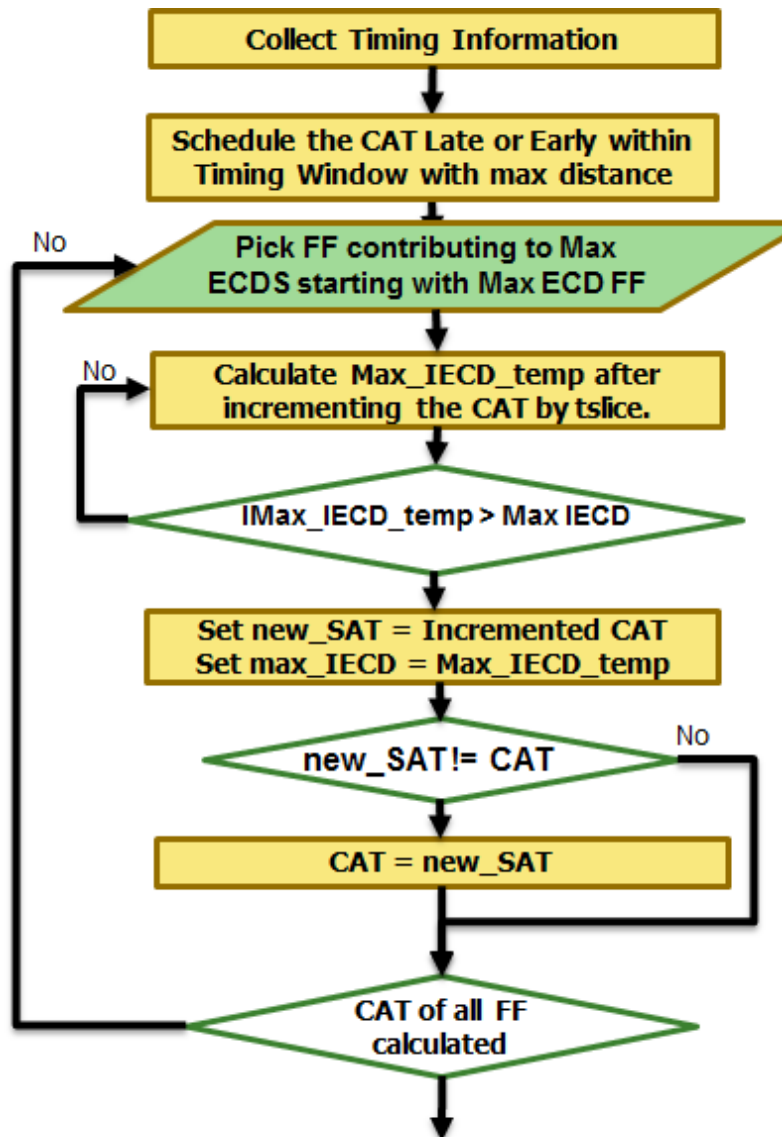 Collect Timing Information
Schedule the CAT Late or Early within
Timing Window with max distance
No
Pick FF contributing to Max
ECDS starting with Max ECD FF
No
Calculate Max_IECD_temp after
incrementing the CAT by tslice.
IMax_IECD_temp > Max IECD
Set new_SAT = Incremented CAT
Set max_IECD = Max_IECD_temp
No
new_SAT != CAT
CAT = new_SAT
CAT of all FF
calculated